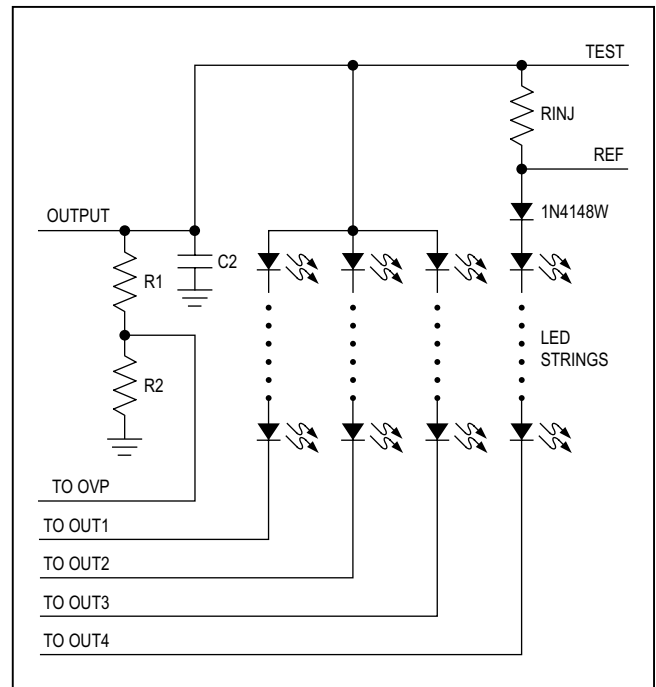 TEST
RINJ
REF
1N4148W
OUTPUT
C2
R1
LED
STRINGS
R2
TO OVP
TO OUT1
TO OUT2
TO OUT3
TO OUT4